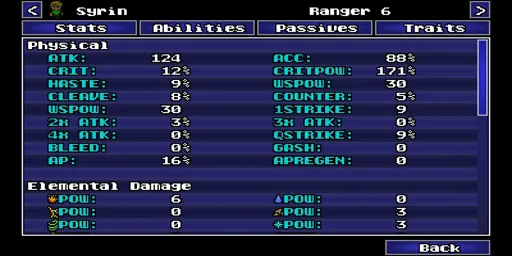 < Syrin Ranger 6 >
Stats Abilities Passives Traits
Physical
ATK: 124 ACC: 88%
CRIT: 12% CRITPOW: 171%
HASTE: 9% WSPOW: 30
CLEAVE: 8% COUNTER: 5%
WSPOW: 30 1STRIKE: 9
2x ATK: 3% 3x ATK: 0%
4x ATK: 0% QSTRIKE: 9%
BLEED: 0% GASH: 0
AP: 16% APREGEN: 0
Elemental Damage
POW: 6 POW: 0
POW: 0 POW: 3
POW: 0 POW: 3
Back